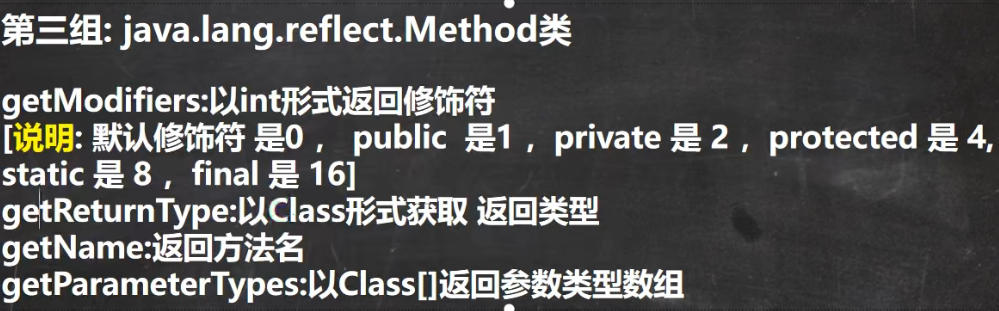 第三组: java.lang.reflect.Method类
getModifiers:以int形式返回修饰符
[说明: 默认修饰符 是0 ， public 是1 ，private 是 2 ，protected 是 4,
static 是 8 ，final 是 16]
getReturnType:以Class形式获取 返回类型
getName:返回方法名
getParameterTypes:以Class[]返回参数类型数组